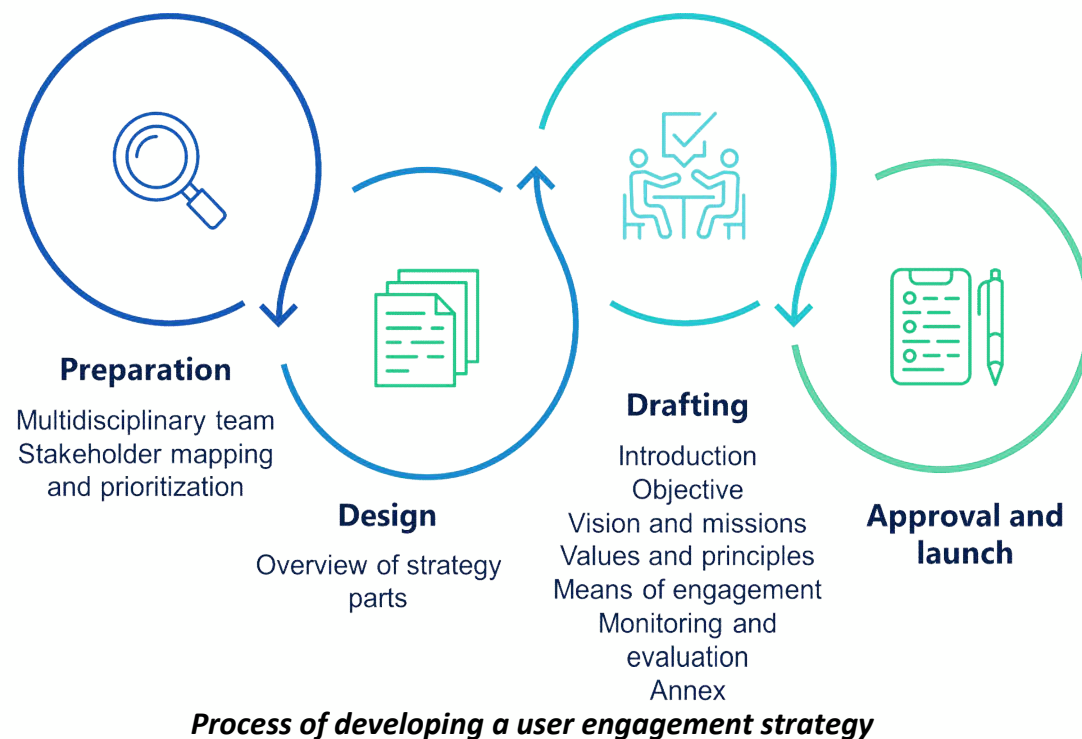 Preparation
Multidisciplinary team
Stakeholder mapping
and prioritization
Design
Overview of strategy
parts
Drafting
Introduction
Objective
Vision and missions
Values and principles
Means of engagement
Monitoring and
evaluation
Annex
Approval and
launch
Process of developing a user engagement strategy